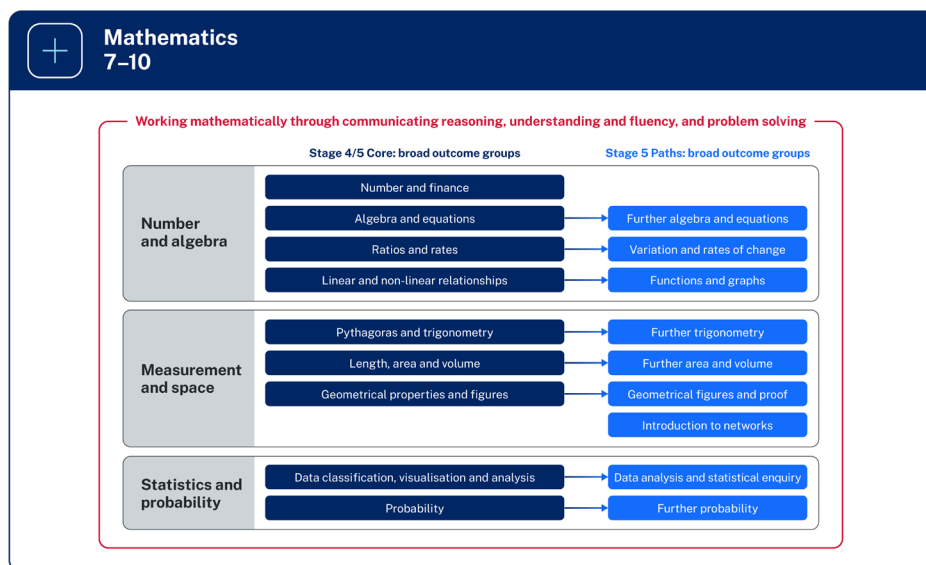 Mathematics
7–10
Working mathematically through communicating reasoning, understanding and fluency, and problem solving
Stage 4/5 Core: broad outcome groups
Stage 5 Paths: broad outcome groups
Number
and algebra
Number and finance
Algebra and equations
Further algebra and equations
Ratios and rates
Variation and rates of change
Linear and non-linear relationships
Functions and graphs
Measurement
and space
Pythagoras and trigonometry
Further trigonometry
Length, area and volume
Further area and volume
Geometrical properties and figures
Geometrical figures and proof
Introduction to networks
Statistics and
probability
Data classification, visualisation and analysis
Data analysis and statistical enquiry
Probability
Further probability